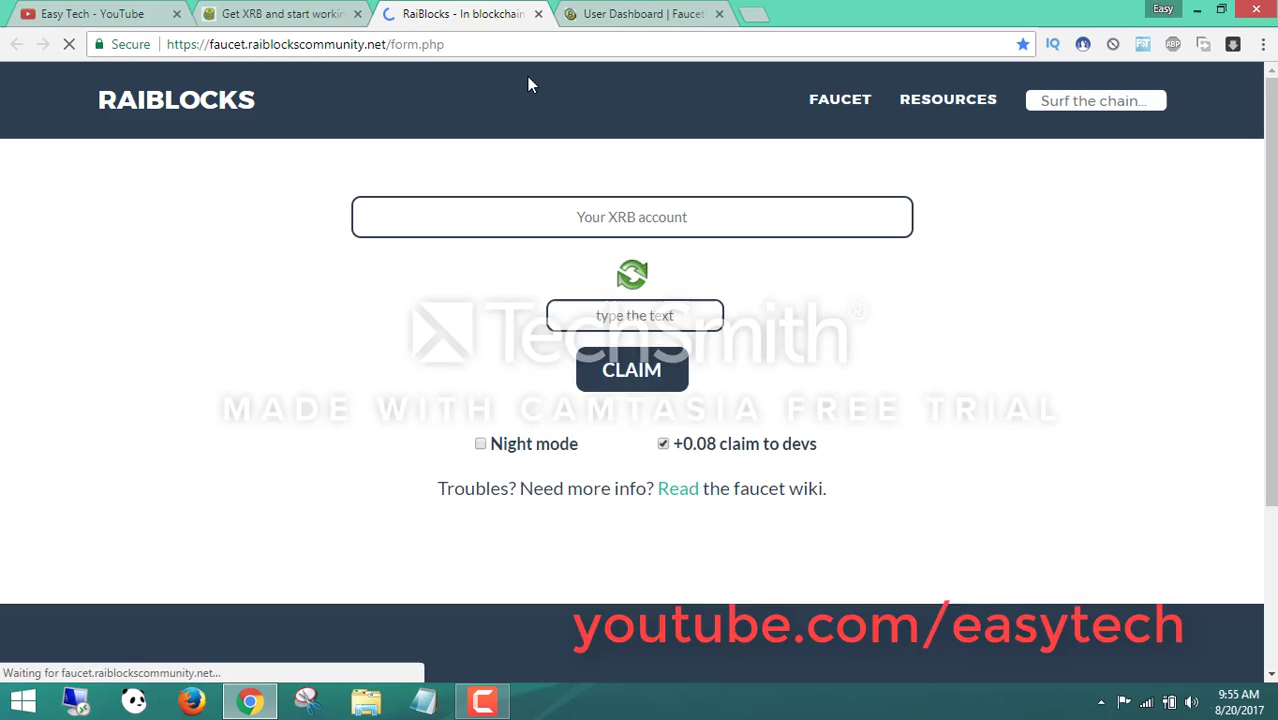 Easy Tech - YouTube
Get XRB and start workin
RaiBlocks - In blockchain
User Dashboard | Faucet
Easy
Secure
https://faucet.raiblockscommunity.net/form.php
IQ
ABP
RAIBLOCKS
FAUCET
RESOURCES
Surf the chain...
Your XRB account
type the text
TechSmith®
CLAIM
MADE WITH CAMTASIA FREE TRIAL
Night mode
+0.08 claim to devs
Troubles? Need more info? Read the faucet wiki.
youtube.com/easytech
Waiting for faucet.raiblockscommunity.net...
9:55 AM
8/20/2017